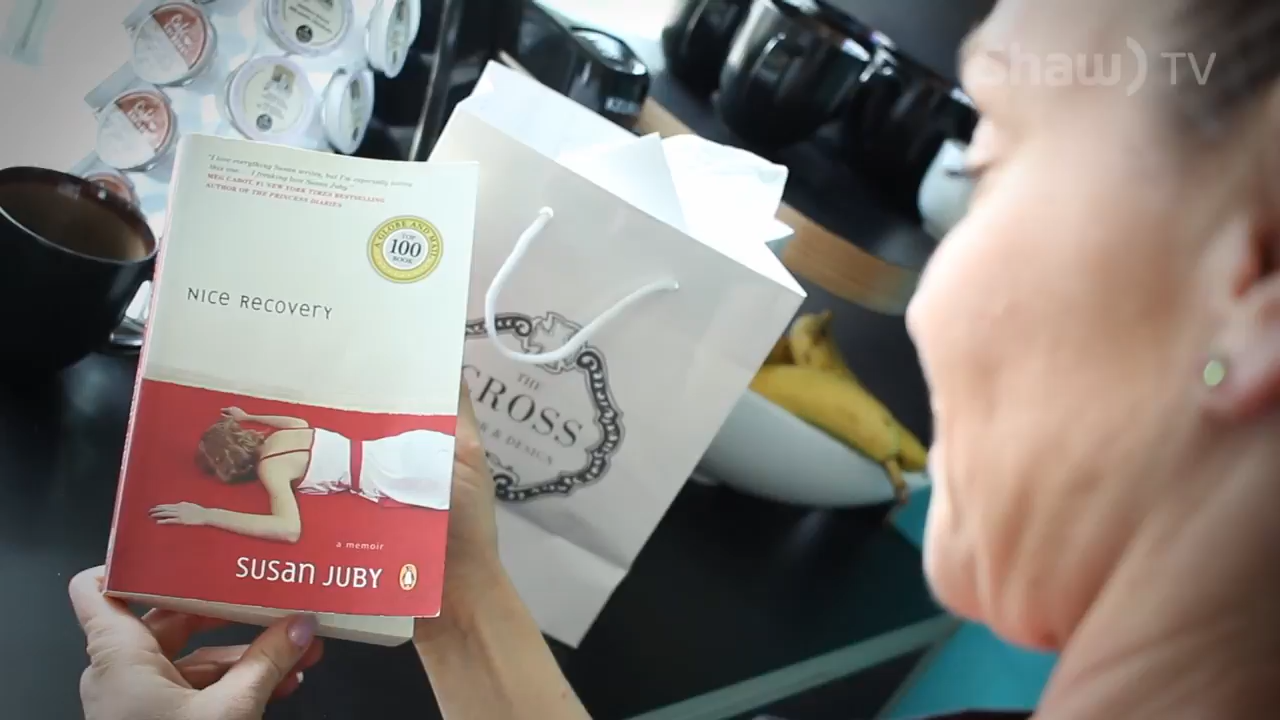 Shaw) TV
"I love everything Susan writes, but I'm especially loving
this one.... I freaking love Susan Juby."
MEG CABOT, #1 NEW YORK TIMES BESTSELLING
AUTHOR OF THE PRINCESS DIARIES
A GLOBE AND MAIL
TOP
100
BOOK
NICE RECOVERY
THE
CROSS
& DESIGN
a memoir
SUSAN JUBY